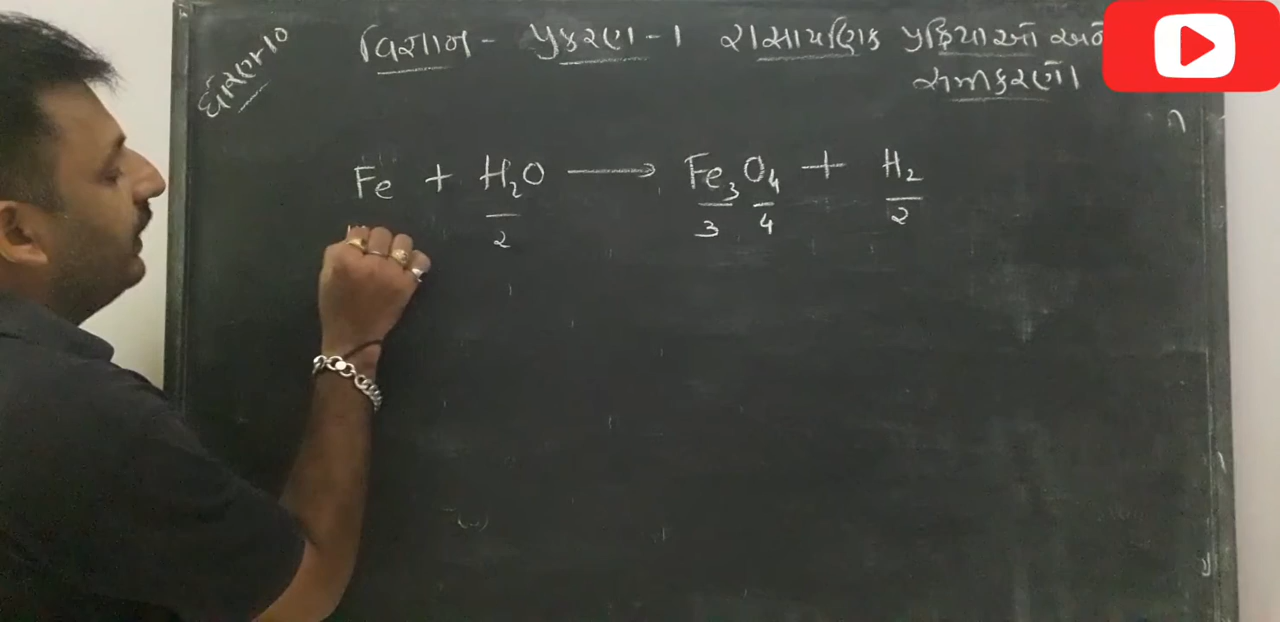 ધોરણ-10
વિજ્ઞાન - પ્રકરણ - 1 રાસાયણિક પ્રક્રિયાઓ અને
સમીકરણો
Fe + H₂O ⟶ Fe₃O₄ + H₂
2 3 4 2